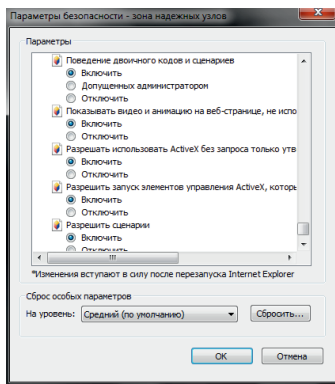 Параметры безопасности - зона надежных узлов
Параметры
Поведение двоичного кодов и сценариев
Включить
Допущенных администратором
Отключить
Показывать видео и анимацию на веб-странице, не испо
Включить
Отключить
Разрешать использовать ActiveX без запроса только утв
Включить
Отключить
Разрешить запуск элементов управления ActiveX, которы
Включить
Отключить
Разрешить сценарии
Включить
Отключить
*Изменения вступают в силу после перезапуска Internet Explorer
Сброс особых параметров
На уровень: Средний (по умолчанию) Сбросить...
OK Отмена